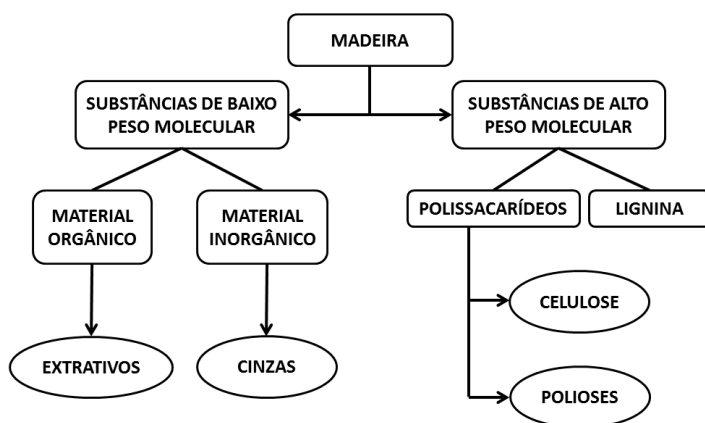 MADEIRA
SUBSTÂNCIAS DE BAIXO
PESO MOLECULAR
SUBSTÂNCIAS DE ALTO
PESO MOLECULAR
MATERIAL
ORGÂNICO
MATERIAL
INORGÂNICO
POLISSACARÍDEOS
LIGNINA
EXTRATIVOS
CINZAS
CELULOSE
POLIOSES